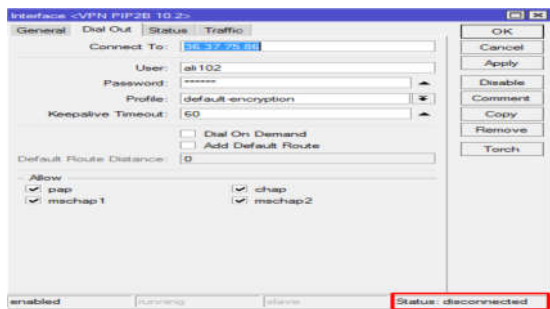 Interface <VPN PIP2B 10.2>
General Dial Out Status Traffic
OK
Connect To: 36.37.75.86
Cancel
User: ali102
Apply
Password: ******
Profile: default-encryption
Disable
Keepalive Timeout: 60
Comment
Copy
Dial On Demand
Remove
Add Default Route
Torch
Default Route Distance: 0
Allow
pap chap
mschap1 mschap2
enabled running slave Status: disconnected